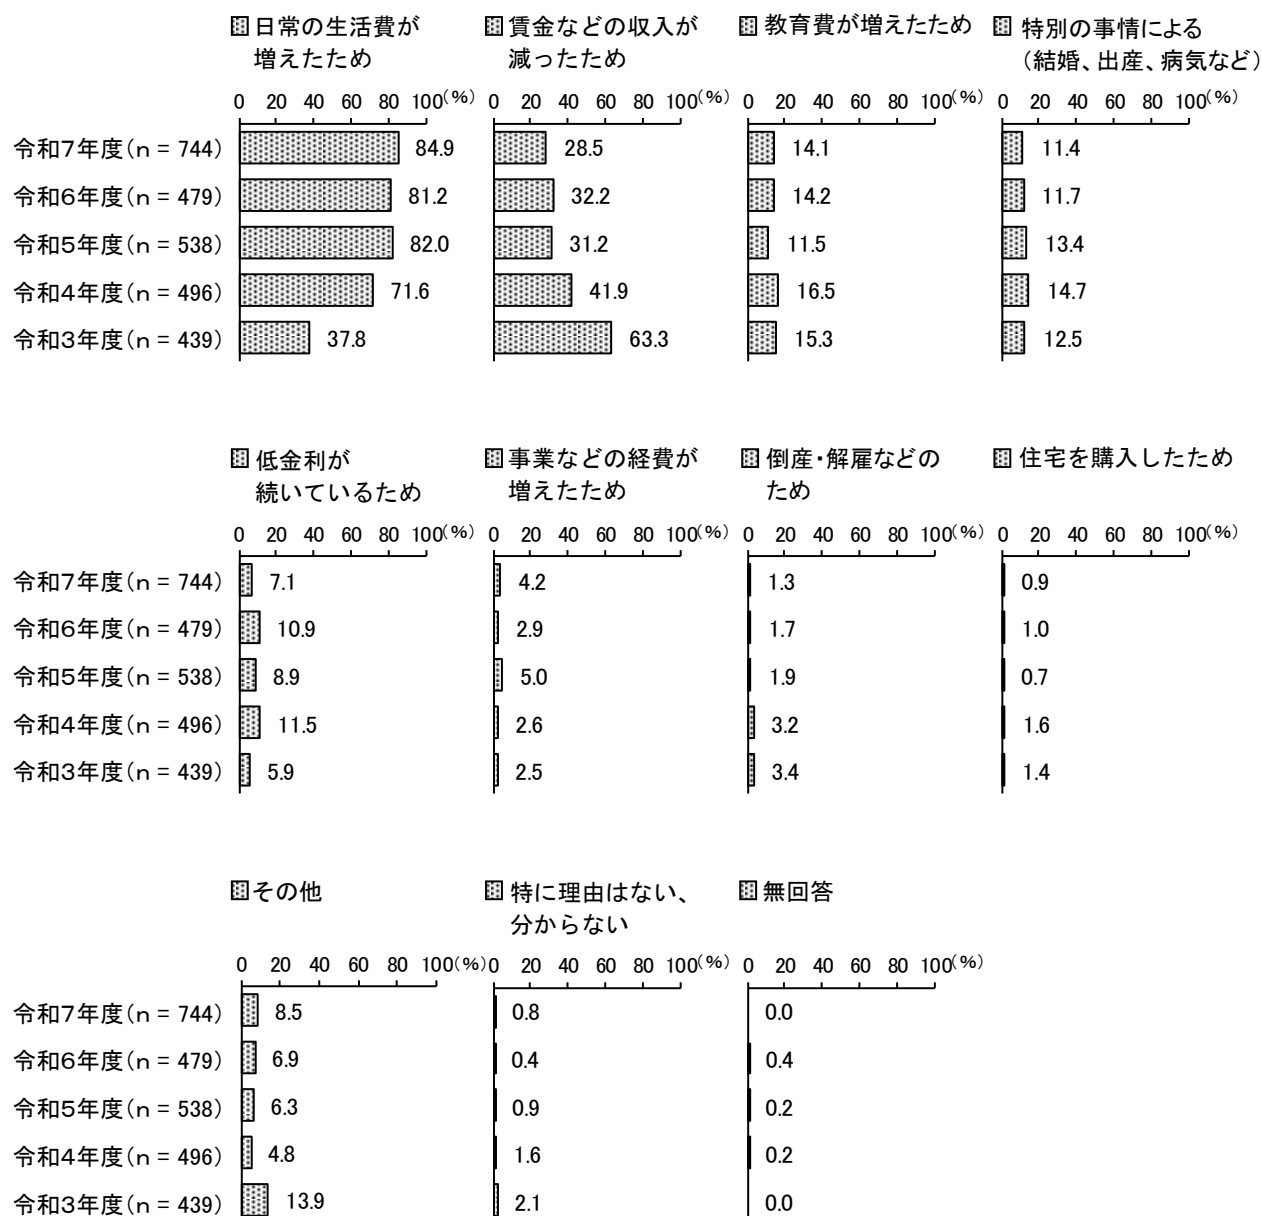 日常の生活費が
増えたため
賃金などの収入が
減ったため
教育費が増えたため
特別の事情による
（結婚、出産、病気など）
0 20 40 60 80 100(%) 0 20 40 60 80 100(%) 0 20 40 60 80 100(%) 0 20 40 60 80 100(%)
令和7年度（n = 744） 84.9 28.5 14.1 11.4
令和6年度（n = 479） 81.2 32.2 14.2 11.7
令和5年度（n = 538） 82.0 31.2 11.5 13.4
令和4年度（n = 496） 71.6 41.9 16.5 14.7
令和3年度（n = 439） 37.8 63.3 15.3 12.5
低金利が
続いているため
事業などの経費が
増えたため
倒産・解雇などの
ため
住宅を購入したため
0 20 40 60 80 100(%) 0 20 40 60 80 100(%) 0 20 40 60 80 100(%) 0 20 40 60 80 100(%)
令和7年度（n = 744） 7.1 4.2 1.3 0.9
令和6年度（n = 479） 10.9 2.9 1.7 1.0
令和5年度（n = 538） 8.9 5.0 1.9 0.7
令和4年度（n = 496） 11.5 2.6 3.2 1.6
令和3年度（n = 439） 5.9 2.5 3.4 1.4
その他
特に理由はない、
分からない
無回答
0 20 40 60 80 100(%) 0 20 40 60 80 100(%) 0 20 40 60 80 100(%)
令和7年度（n = 744） 8.5 0.8 0.0
令和6年度（n = 479） 6.9 0.4 0.4
令和5年度（n = 538） 6.3 0.9 0.2
令和4年度（n = 496） 4.8 1.6 0.2
令和3年度（n = 439） 13.9 2.1 0.0